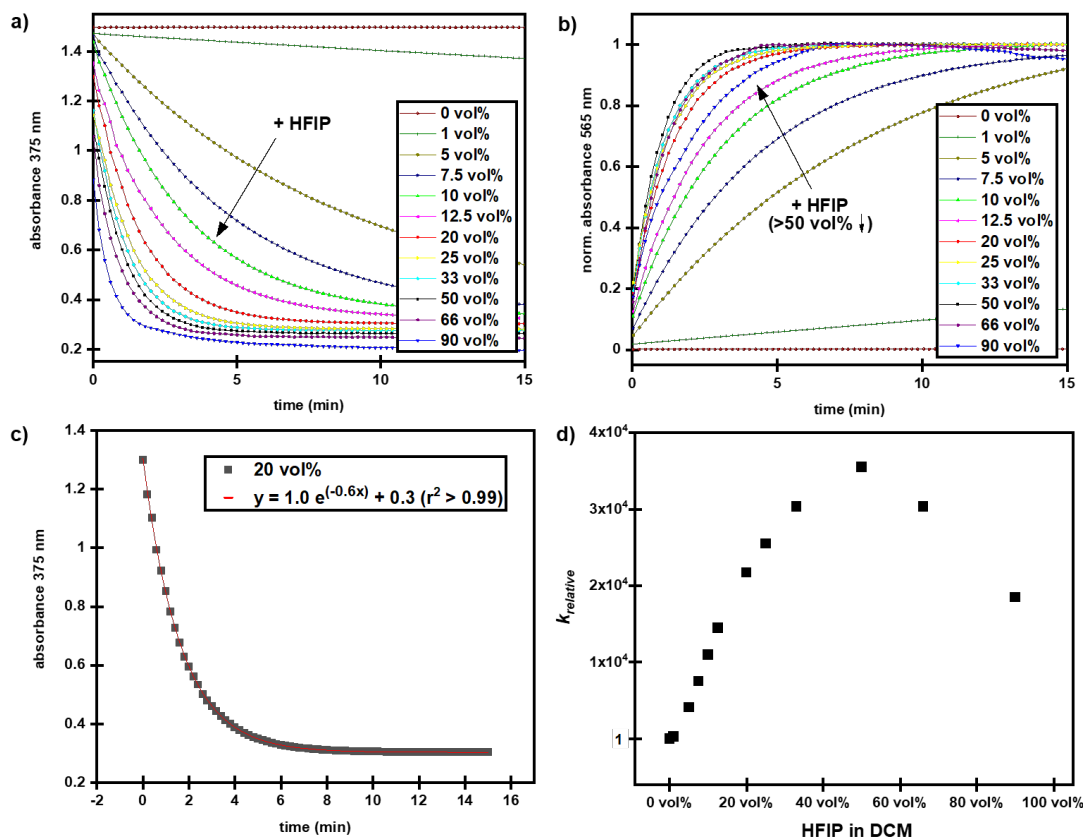 a)
absorbance 375 nm
1.4
1.2
1.0
0.8
0.6
0.4
0.2
0
5
10
15
time (min)
+ HFIP
0 vol%
1 vol%
5 vol%
7.5 vol%
10 vol%
12.5 vol%
20 vol%
25 vol%
33 vol%
50 vol%
66 vol%
90 vol%
b)
norm. absorbance 565 nm
1
0.8
0.6
0.4
0.2
0
0
5
10
15
time (min)
+ HFIP
(>50 vol% ↓)
0 vol%
1 vol%
5 vol%
7.5 vol%
10 vol%
12.5 vol%
20 vol%
25 vol%
33 vol%
50 vol%
66 vol%
90 vol%
c)
absorbance 375 nm
1.4
1.2
1
0.8
0.6
0.4
0.2
-2
0
2
4
6
8
10
12
14
16
time (min)
20 vol%
y = 1.0 e^(-0.6x) + 0.3 (r² > 0.99)
d)
k_relative
4x10⁴
3x10⁴
2x10⁴
1x10⁴
1
0 vol%
20 vol%
40 vol%
60 vol%
80 vol%
100 vol%
HFIP in DCM